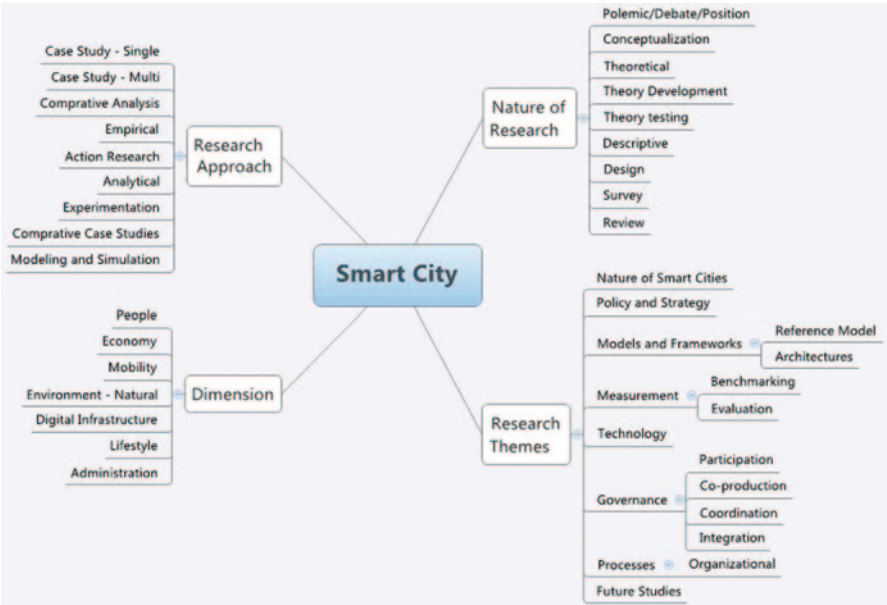 Smart City
Research
Approach
Case Study - Single
Case Study - Multi
Comprative Analysis
Empirical
Action Research
Analytical
Experimentation
Comprative Case Studies
Modeling and Simulation
Dimension
People
Economy
Mobility
Environment - Natural
Digital Infrastructure
Lifestyle
Administration
Nature of
Research
Polemic/Debate/Position
Conceptualization
Theoretical
Theory Development
Theory testing
Descriptive
Design
Survey
Review
Research
Themes
Nature of Smart Cities
Policy and Strategy
Models and Frameworks
Reference Model
Architectures
Measurement
Benchmarking
Evaluation
Technology
Governance
Participation
Co-production
Coordination
Integration
Processes
Organizational
Future Studies